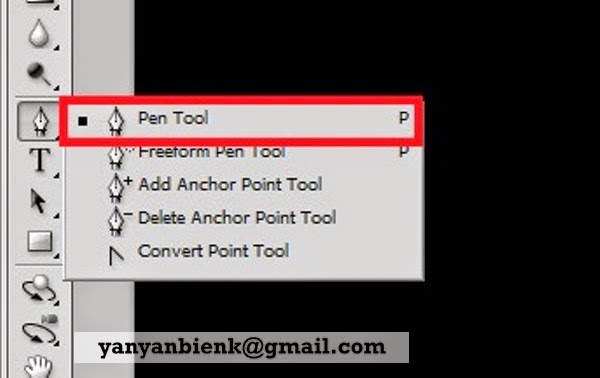 Pen Tool P
Freeform Pen Tool P
Add Anchor Point Tool
Delete Anchor Point Tool
Convert Point Tool
yanyanbienk@gmail.com